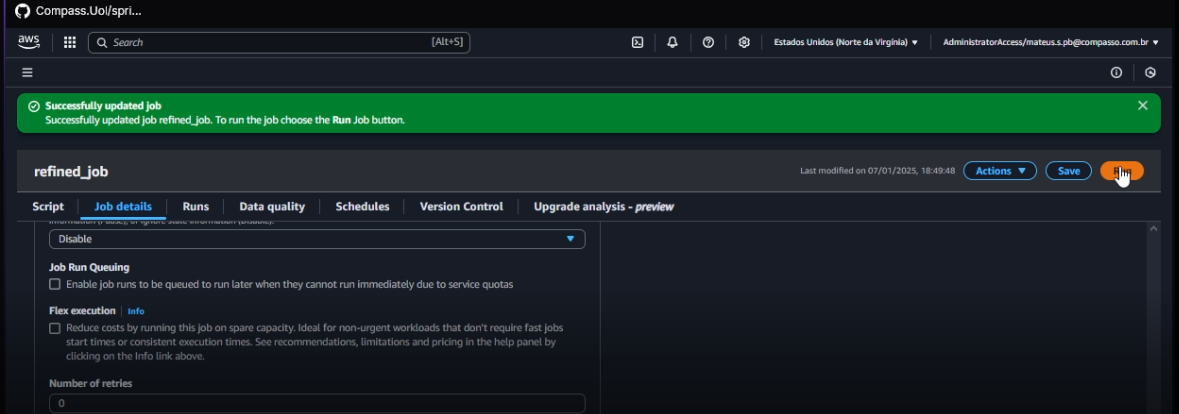 Compass.Uol/spri...
aws
Search
[Alt+S]
Estados Unidos (Norte da Virgínia) ▼
AdministratorAccess/mateus.s.pb@compasso.com.br ▼
Successfully updated job
Successfully updated job refined_job. To run the job choose the Run Job button.
refined_job
Last modified on 07/01/2025, 18:49:48
Actions ▼
Save
Script
Job details
Runs
Data quality
Schedules
Version Control
Upgrade analysis - preview
Disable
Job Run Queuing
Enable job runs to be queued to run later when they cannot run immediately due to service quotas
Flex execution
Info
Reduce costs by running this job on spare capacity. Ideal for non-urgent workloads that don't require fast jobs
start times or consistent execution times. See recommendations, limitations and pricing in the help panel by
clicking on the Info link above.
Number of retries
0